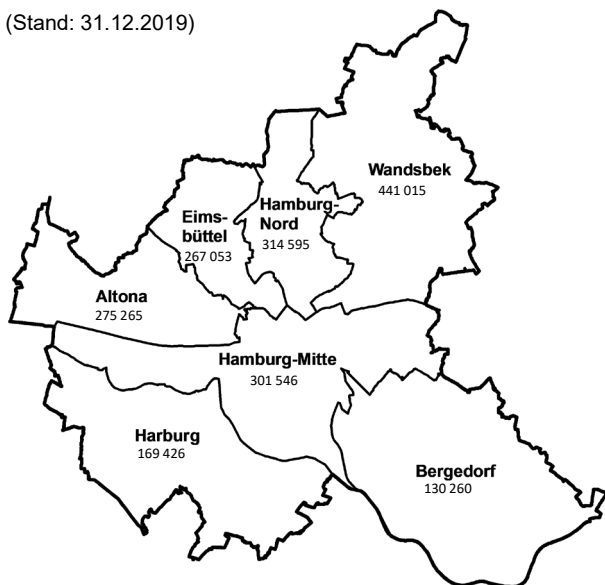 (Stand: 31.12.2019)
Wandsbek
441 015
Hamburg-
Nord
314 595
Eims-
büttel
267 053
Altona
275 265
Hamburg-Mitte
301 546
Harburg
169 426
Bergedorf
130 260